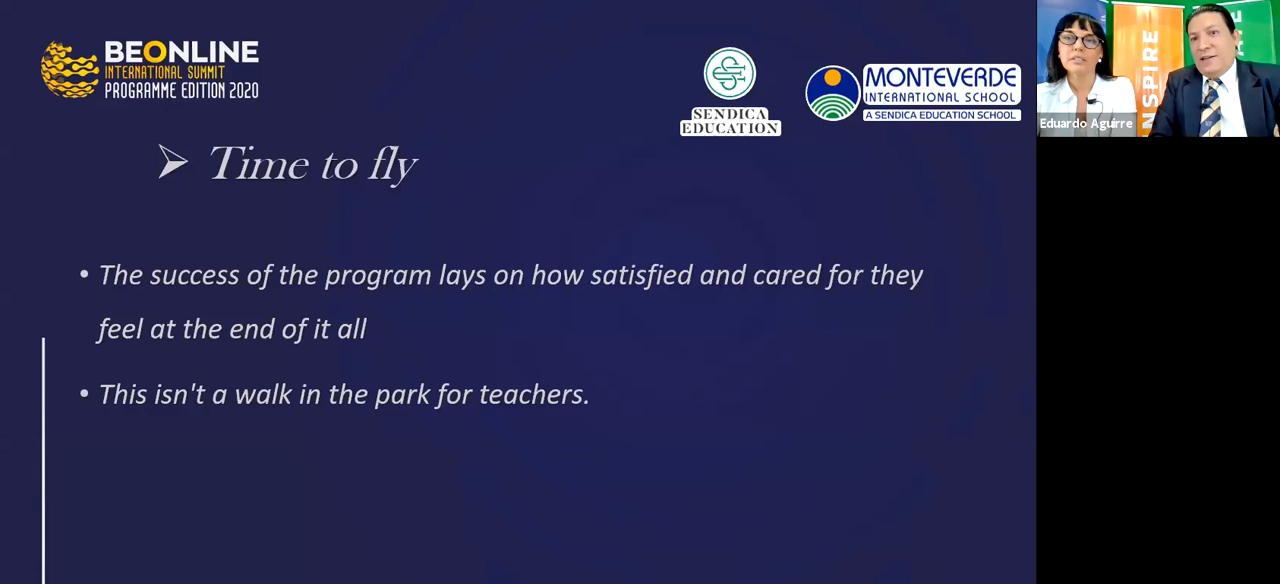 BEONLINE
INTERNATIONAL SUMMIT
PROGRAMME EDITION 2020
SENDICA
EDUCATION
MONTEVERDE
INTERNATIONAL SCHOOL
A SENDICA EDUCATION SCHOOL
Eduardo Aguirre
NSPIRE
➢ Time to fly
• The success of the program lays on how satisfied and cared for they
feel at the end of it all
• This isn't a walk in the park for teachers.